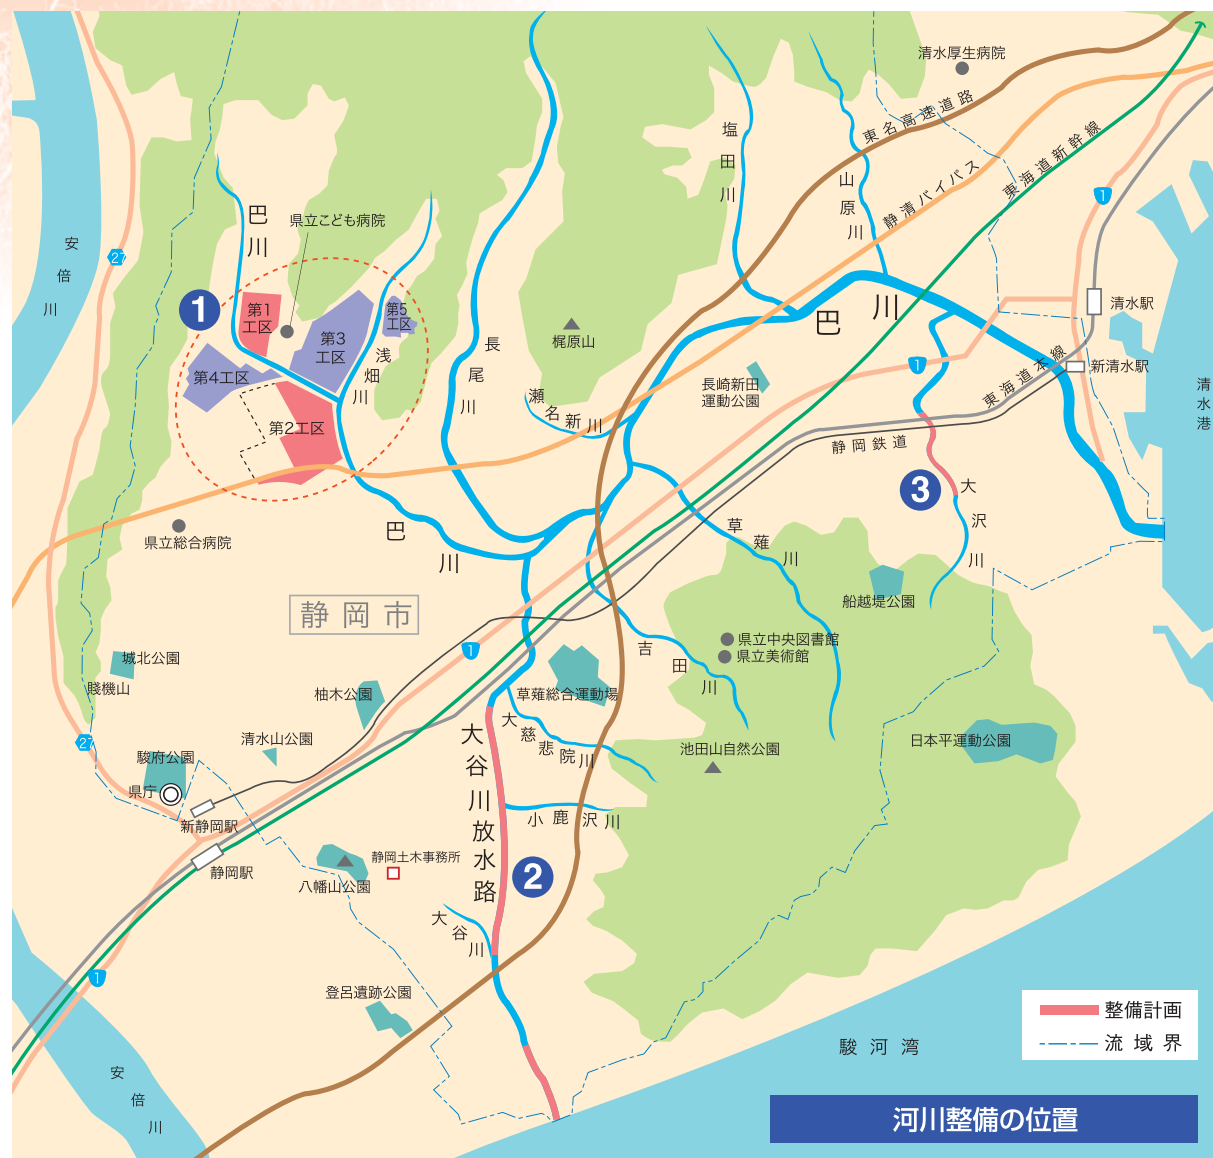 清水厚生病院
東名高速道路
塩田川
山原川
静清バイパス
東海道新幹線
1
安倍川
27
巴川
県立こども病院
1
第1
工区
第3
工区
第5
工区
第4工区
第2工区
浅畑川
長尾川
梶原山
瀬名新川
巴川
長崎新田
運動公園
1
清水駅
新清水駅
東海道本線
静岡鉄道
清水港
3
大沢川
県立総合病院
巴川
草薙川
船越堤公園
静岡市
県立中央図書館
県立美術館
吉田川
1
城北公園
賤機山
柚木公園
草薙総合運動場
27
清水山公園
駿府公園
県庁
大慈悲院川
池田山自然公園
日本平運動公園
大谷川放水路
小鹿沢川
新静岡駅
静岡駅
静岡土木事務所
八幡山公園
2
大谷川
1
登呂遺跡公園
安倍川
駿河湾
整備計画
流域界
河川整備の位置